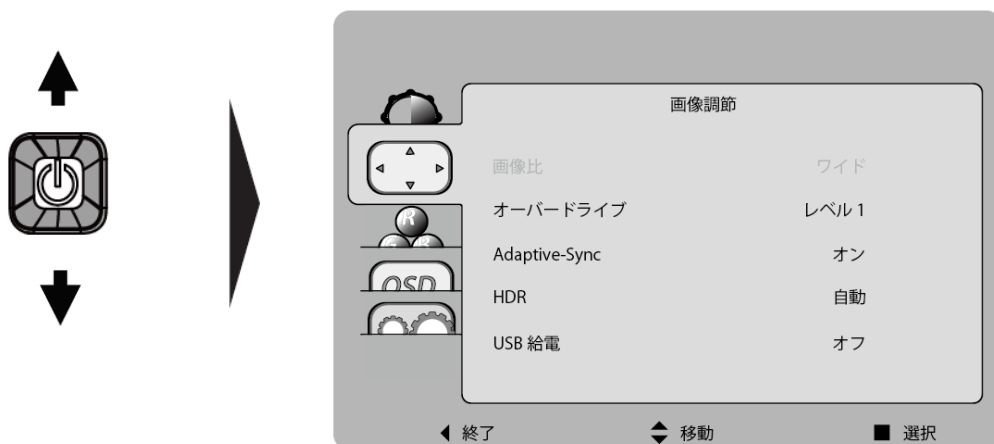 画像調節
画像比 ワイド
オーバードライブ レベル 1
Adaptive-Sync オン
HDR 自動
USB 給電 オフ
R
G B
OSD
終了 移動 選択